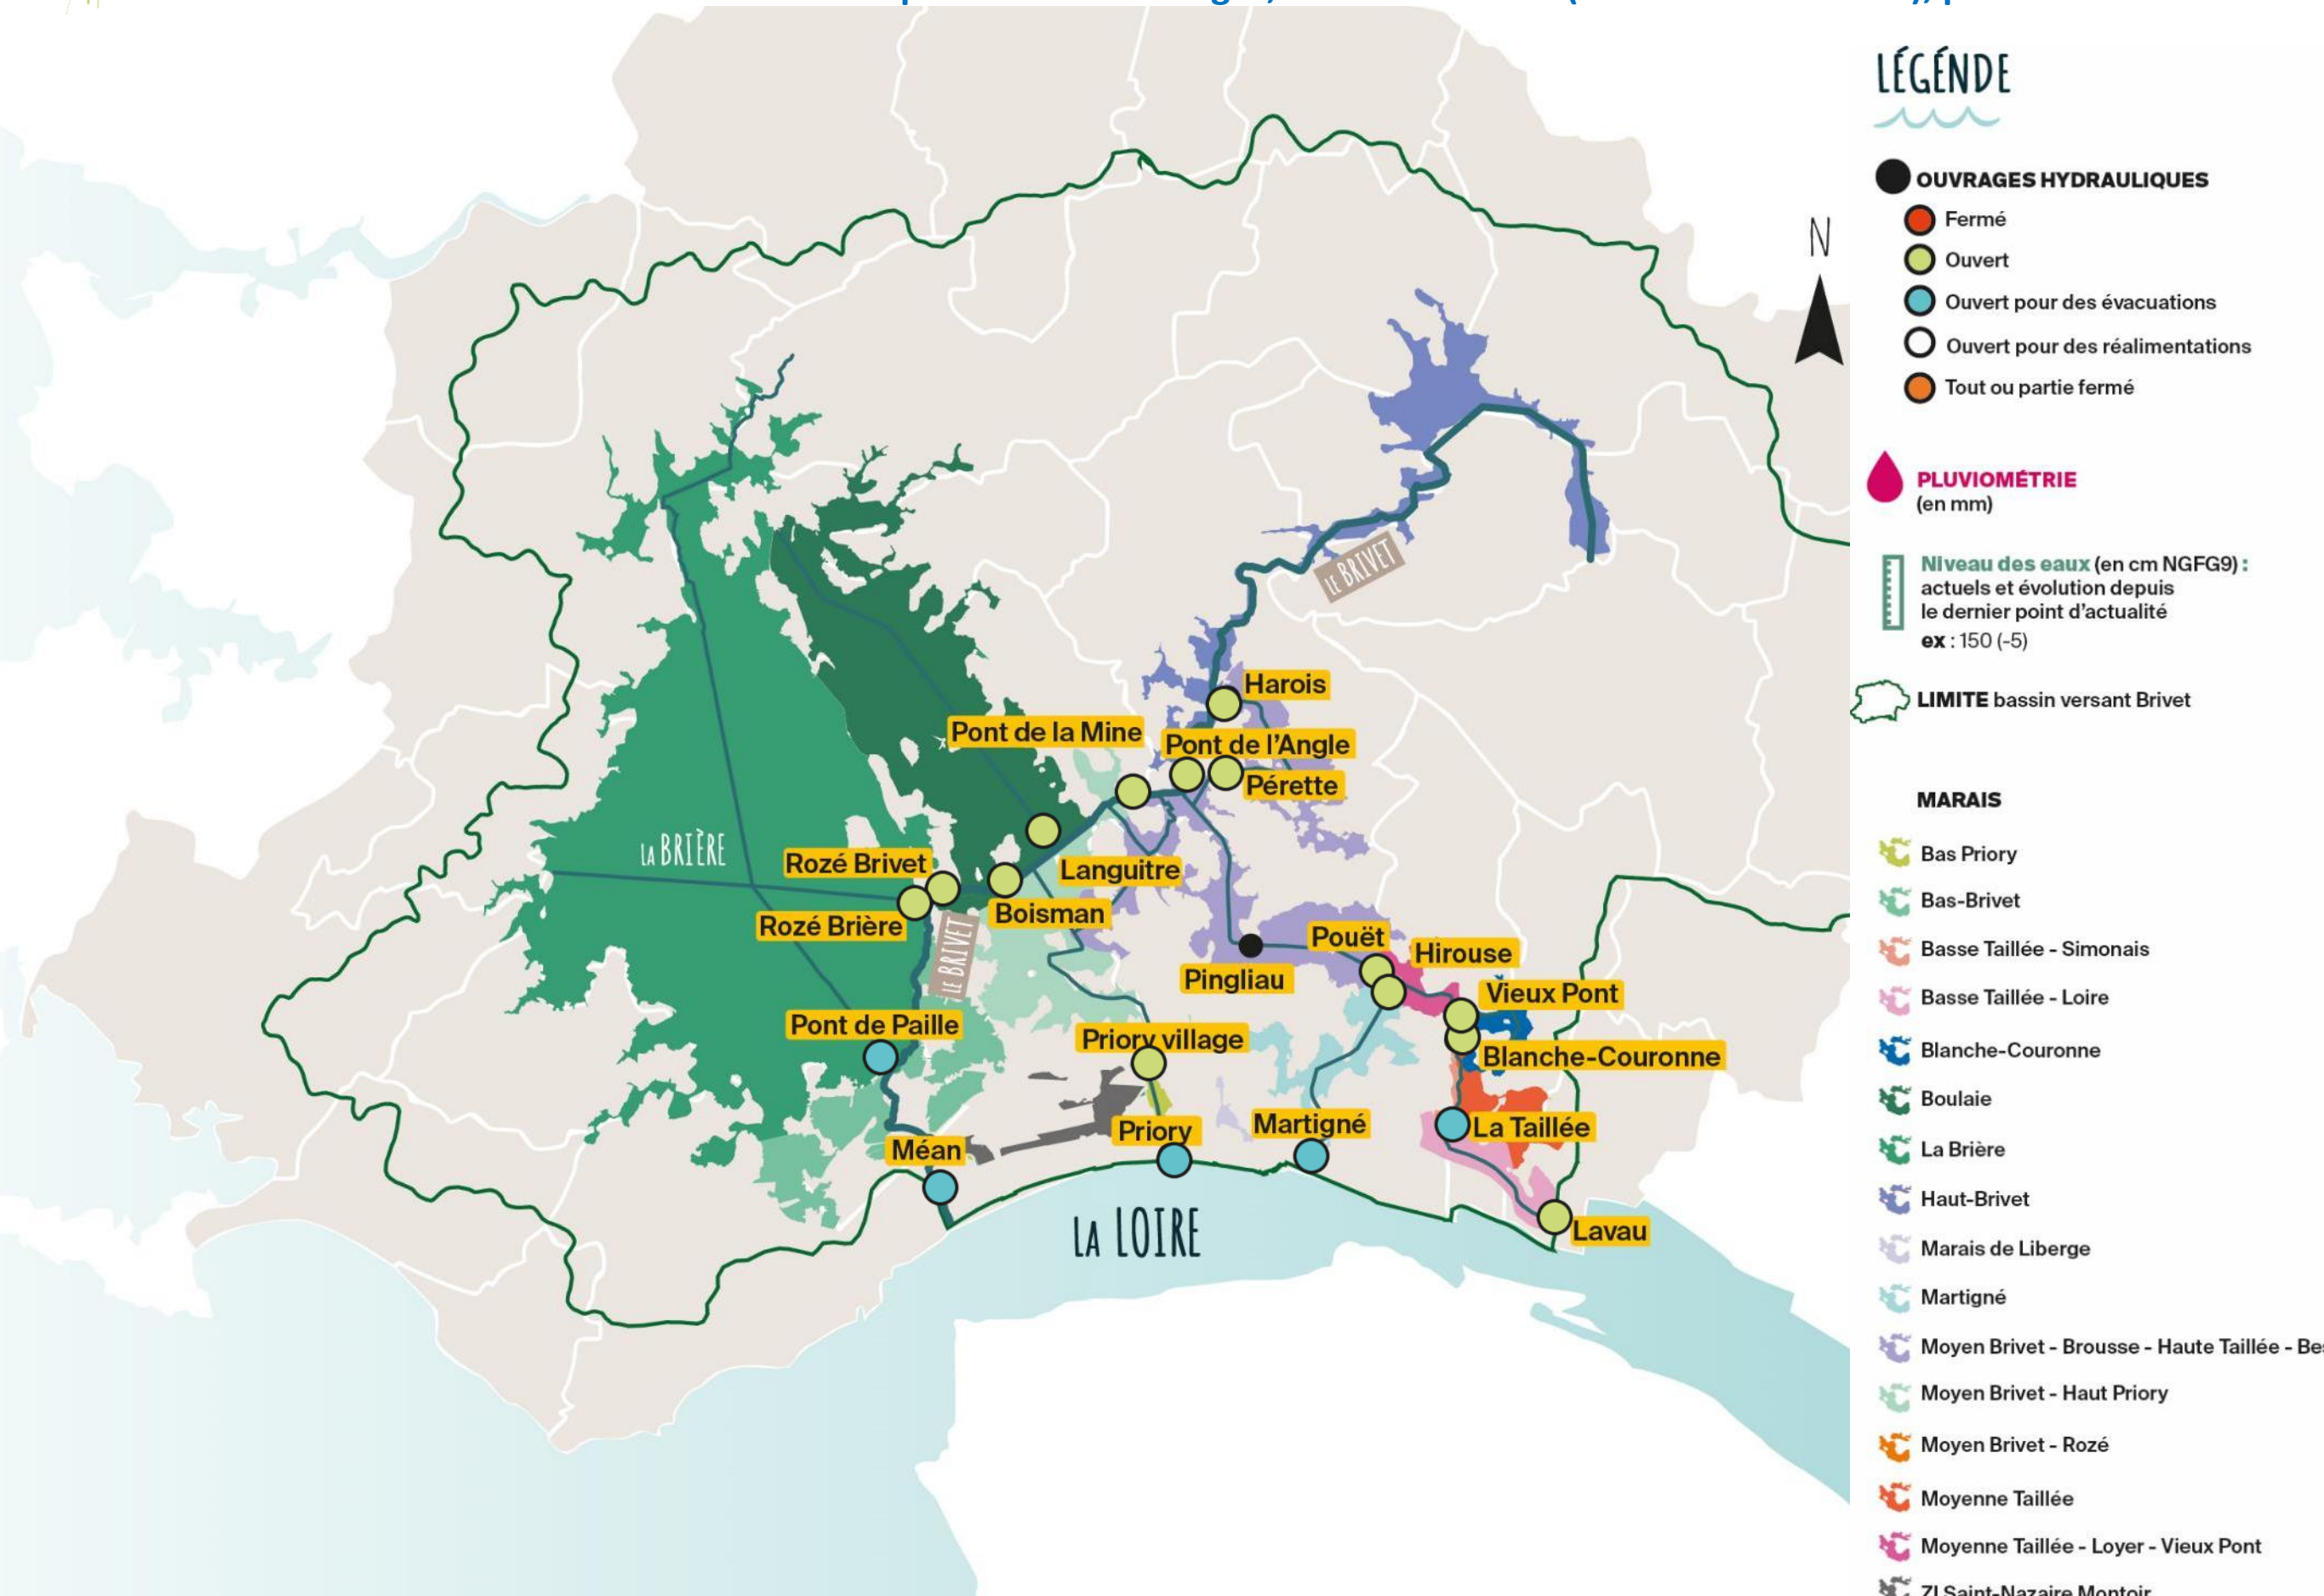 LÉGÉNDE
OUVRAGES HYDRAULIQUES
Fermé
Ouvert
Ouvert pour des évacuations
Ouvert pour des réalimentations
Tout ou partie fermé
PLUVIOMÉTRIE
(en mm)
NIveau des eaux (en cm NGFG9) :
actuels et évolution depuis
le dernier point d'actualité
ex : 150 (-5)
LIMITE bassin versant Brivet
MARAIS
Bas Priory
Bas-Brivet
Basse Taillée - Simonais
Basse Taillée - Loire
Blanche-Couronne
Boulaie
La Brière
Haut-Brivet
Marais de Liberge
Martigné
Moyen Brivet - Brousse - Haute Taillée - Be
Moyen Brivet - Haut Priory
Moyen Brivet - Rozé
Moyenne Taillée
Moyenne Taillée - Loyer - Vieux Pont
ZI Saint-Nazaire Montoir
N
LE BRIVET
Harois
Pont de la Mine
Pont de l'Angle
Pérette
LA BRIÈRE
Rozé Brivet
Languitre
Rozé Brière
Boisman
LE BRIVET
Pouët
Hirouse
Pingliau
Vieux Pont
Pont de Paille
Priory village
Blanche-Couronne
Priory
Martigné
La Taillée
Méan
LA LOIRE
Lavau